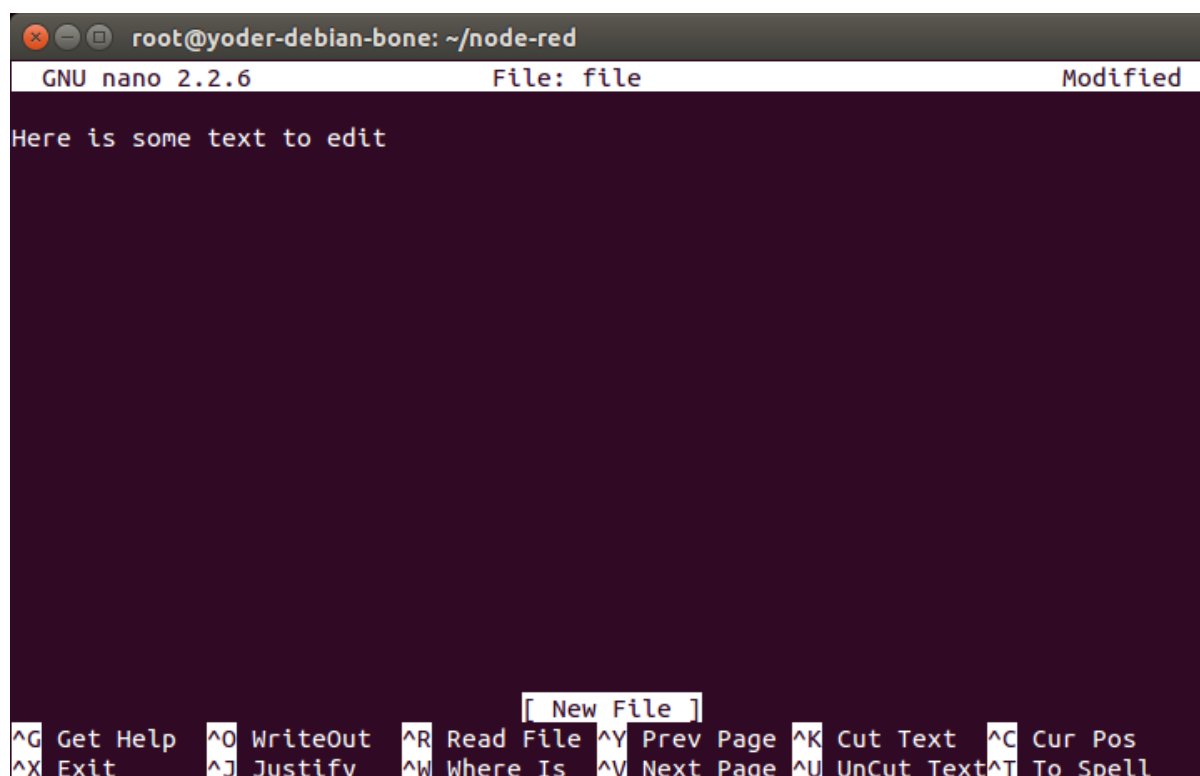 root@yoder-debian-bone: ~/node-red
GNU nano 2.2.6 File: file Modified
Here is some text to edit
[ New File ]
^G Get Help ^O WriteOut ^R Read File ^Y Prev Page ^K Cut Text ^C Cur Pos
^X Exit ^J Justify ^W Where Is ^V Next Page ^U UnCut Text^T To Spell